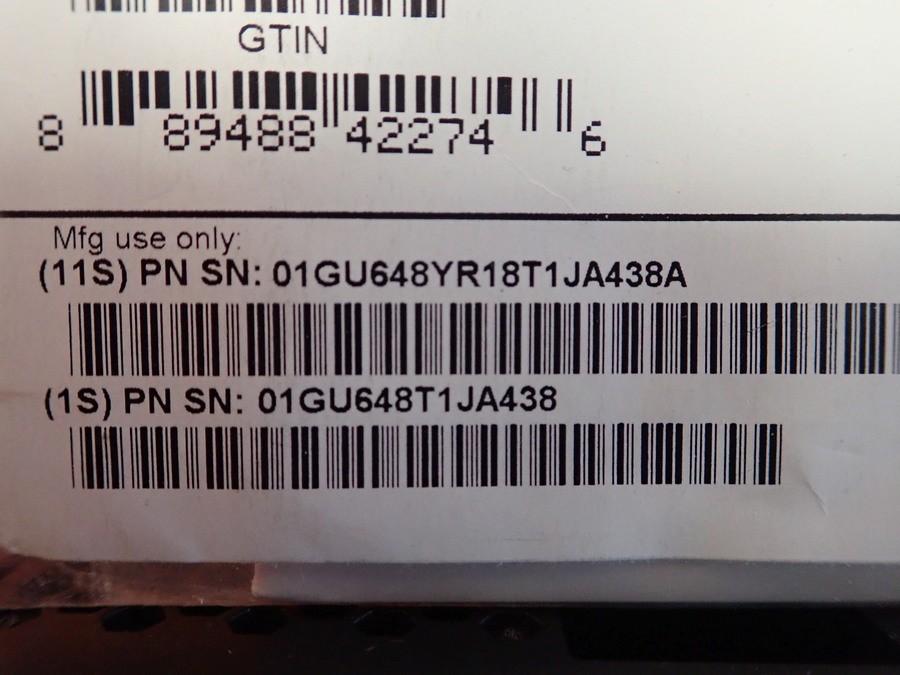 GTIN
8 89488 42274 6
Mfg use only:
(11S) PN SN: 01GU648YR18T1JA438A
(1S) PN SN: 01GU648T1JA438